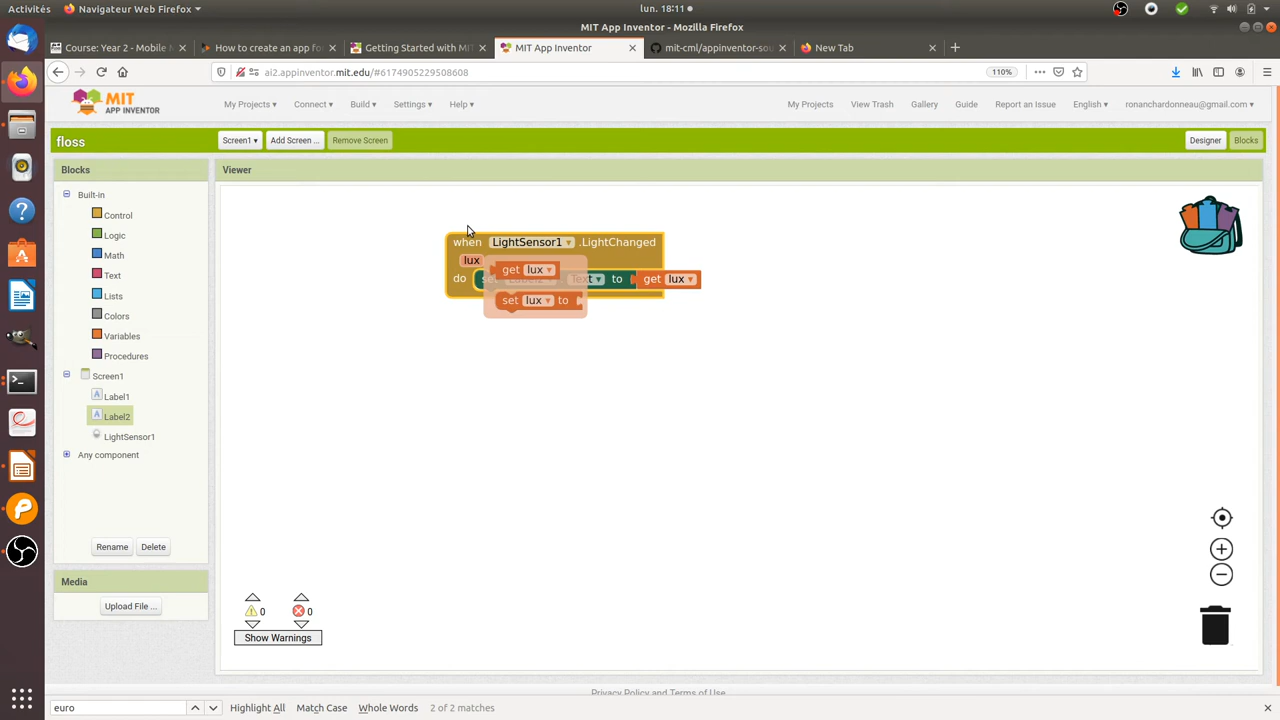 Activités
Navigateur Web Firefox ▾
lun. 18:11
MIT App Inventor - Mozilla Firefox
Course: Year 2 - Mobile M
How to create an app for
Getting Started with MIT
MIT App Inventor
mit-cml/appinventor-sou
New Tab
ai2.appinventor.mit.edu/#6174905229508608
110%
MIT
APP INVENTOR
My Projects ▾
Connect ▾
Build ▾
Settings ▾
Help ▾
My Projects
View Trash
Gallery
Guide
Report an Issue
English ▾
ronanchardonneau@gmail.com ▾
floss
Screen1 ▾
Add Screen ...
Remove Screen
Designer
Blocks
Blocks
Viewer
Built-in
Control
Logic
Math
Text
Lists
Colors
Variables
Procedures
Screen1
Label1
Label2
LightSensor1
Any component
Rename
Delete
Media
Upload File ...
when LightSensor1 ▾ .LightChanged
lux
get lux ▾
do set Label2 Text ▾ to get lux ▾
set lux ▾ to
0
0
Show Warnings
Privacy Policy and Terms of Use
euro
Highlight All
Match Case
Whole Words
2 of 2 matches